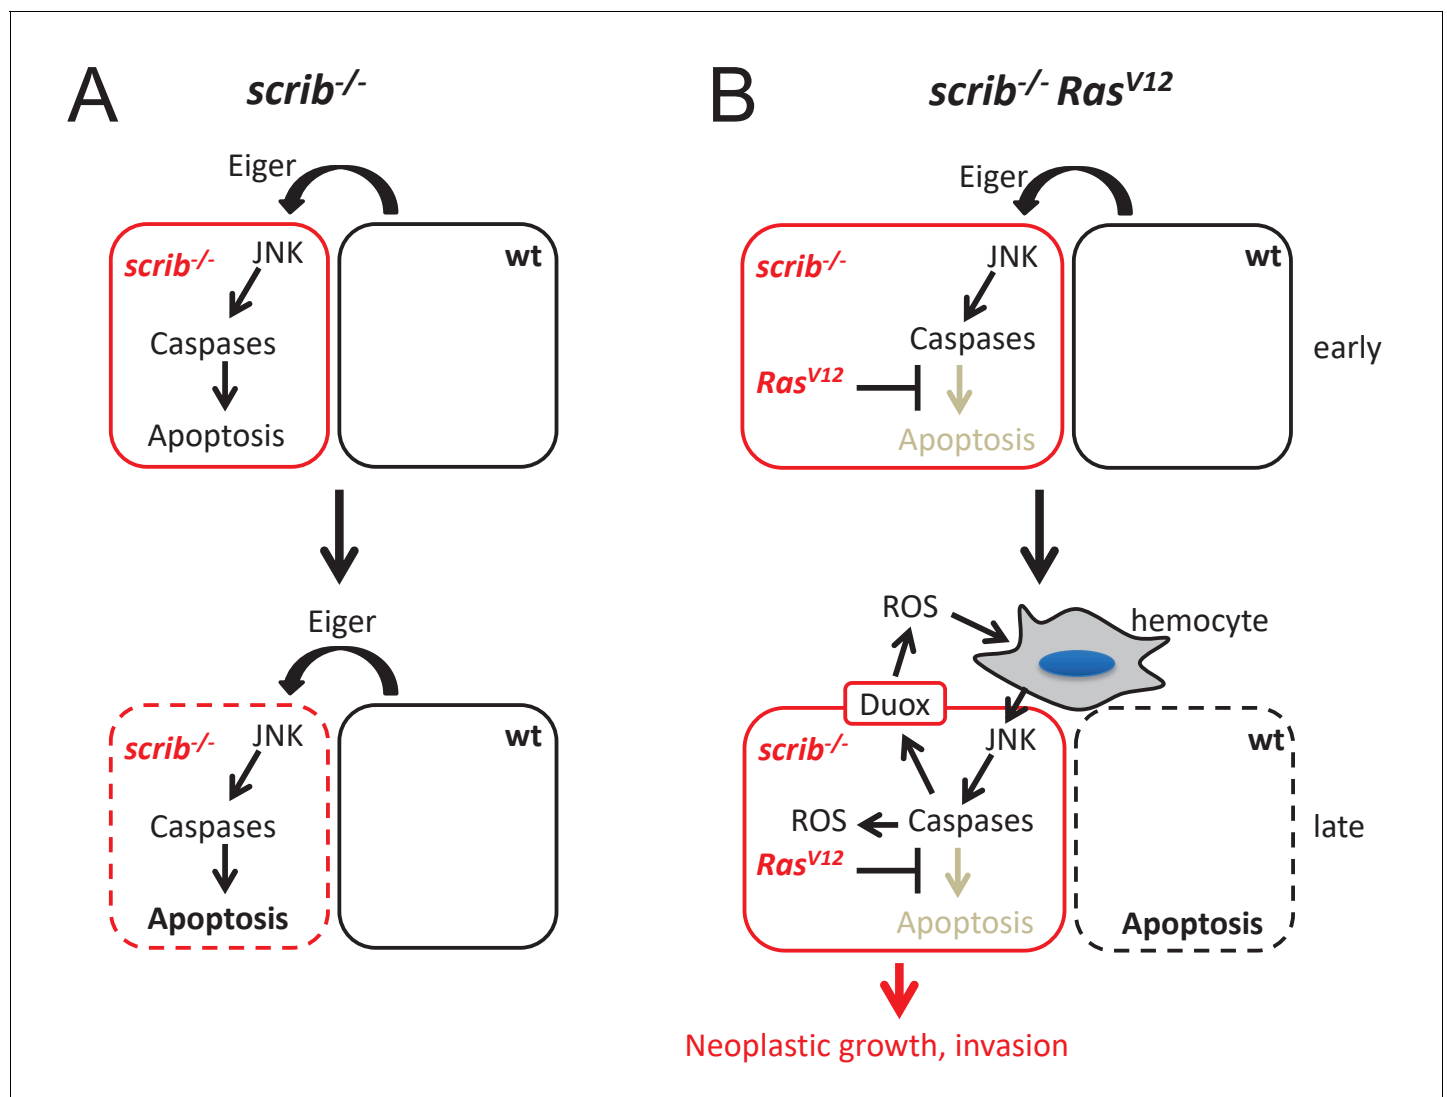 A
scrib-/-
Eiger
scrib-/-
JNK
wt
Caspases
Apoptosis
Eiger
scrib-/-
JNK
wt
Caspases
Apoptosis
B
scrib-/- RasV12
Eiger
scrib-/-
JNK
wt
Caspases
early
RasV12
Apoptosis
ROS
hemocyte
Duox
scrib-/-
JNK
wt
ROS
Caspases
late
RasV12
Apoptosis
Apoptosis
Neoplastic growth, invasion